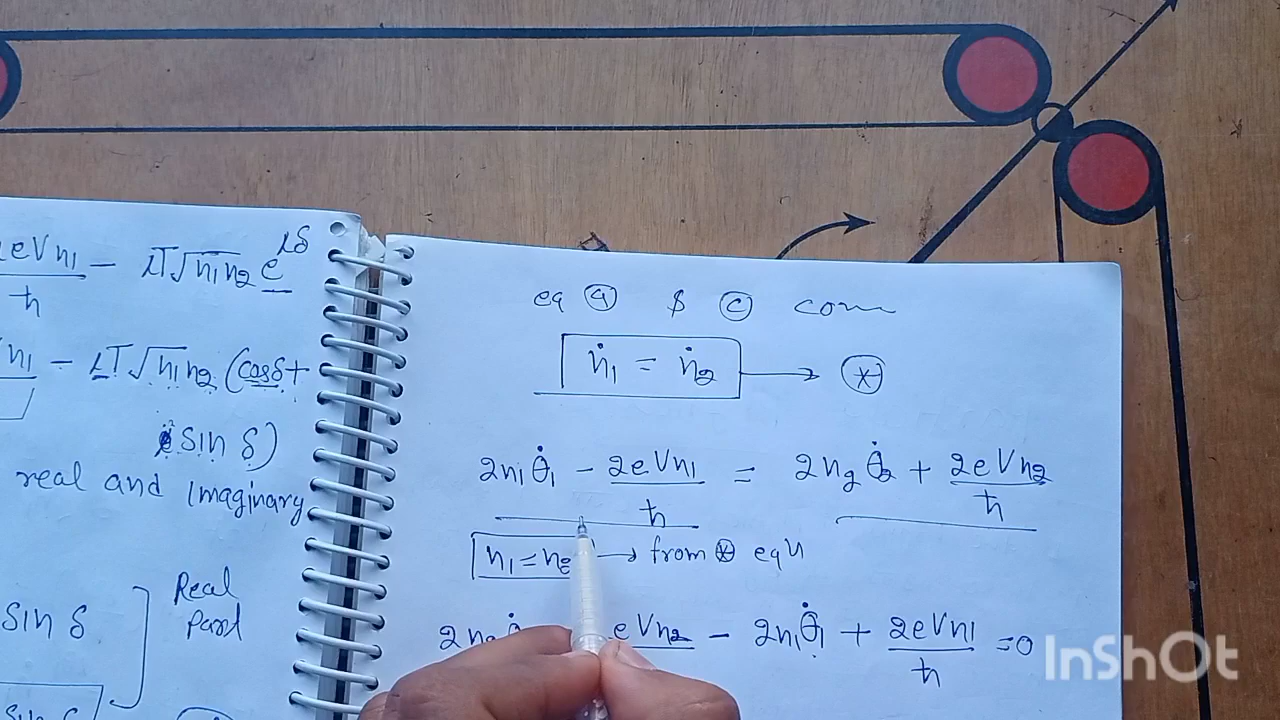 eVn1/ħ − iT√n1n2 e^iδ
n1 − iT√n1n2 (cosδ+
i sin δ)
real and Imaginary
Sin δ
Real
Part
eq ⓐ $ ⓒ com
ṅ1 = ṅ2 → ⊛
2n1θ̇1 − 2eVn1/ħ = 2n2θ̇2 + 2eVn2/ħ
n1=n2 → from ⊛ eqn
eVn2 − 2n1θ̇1 + 2eVn1/ħ =0
InShOt